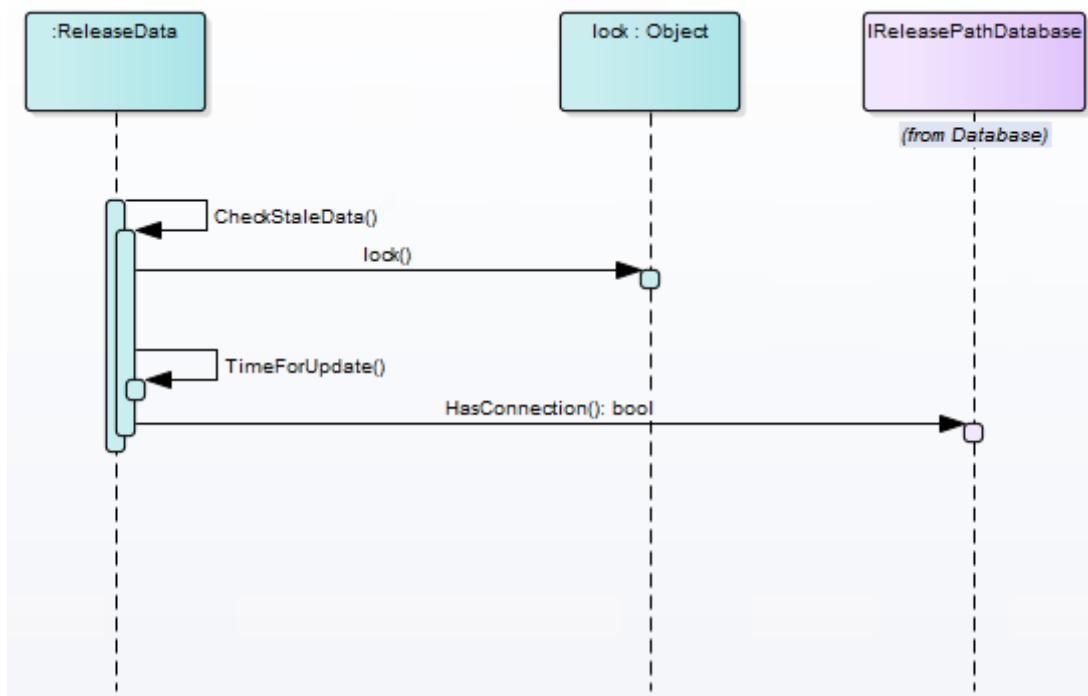 :ReleaseData
lock : Object
IReleasePathDatabase
(from Database)
CheckStaleData()
lock()
TimeForUpdate()
HasConnection(): bool